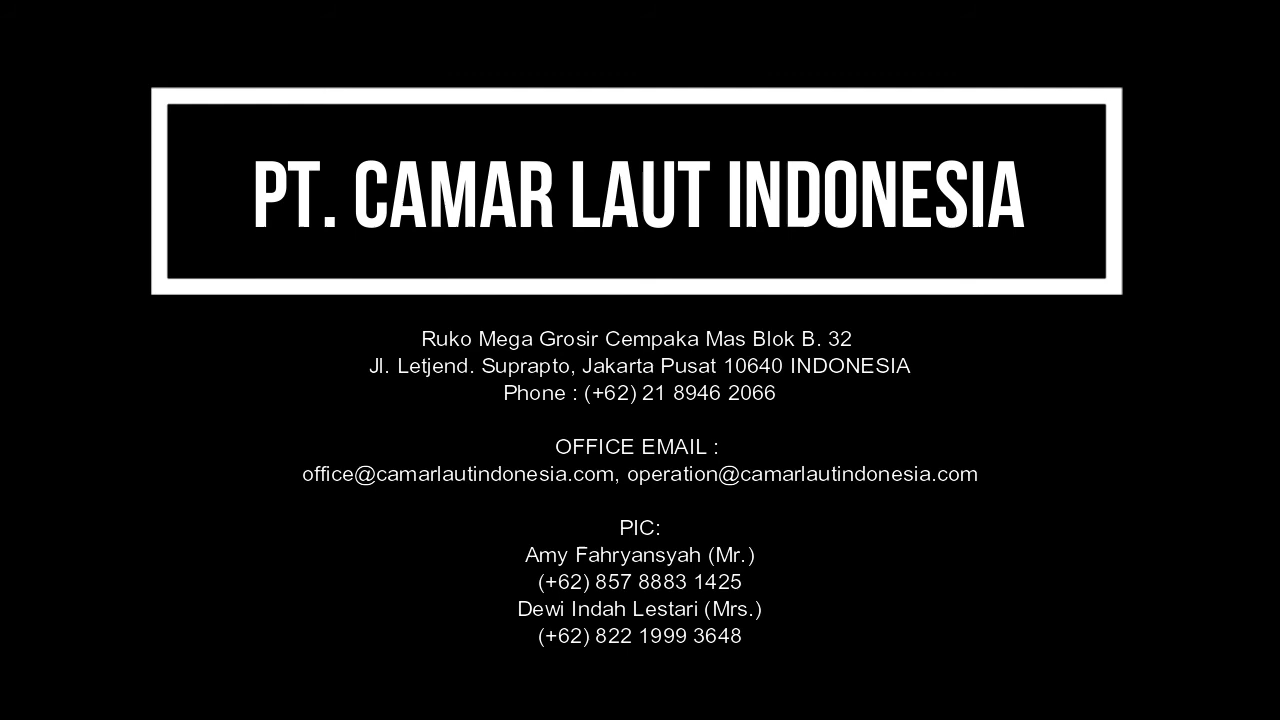 PT. CAMAR LAUT INDONESIA
Ruko Mega Grosir Cempaka Mas Blok B. 32
Jl. Letjend. Suprapto, Jakarta Pusat 10640 INDONESIA
Phone : (+62) 21 8946 2066
OFFICE EMAIL :
office@camarlautindonesia.com, operation@camarlautindonesia.com
PIC:
Amy Fahryansyah (Mr.)
(+62) 857 8883 1425
Dewi Indah Lestari (Mrs.)
(+62) 822 1999 3648